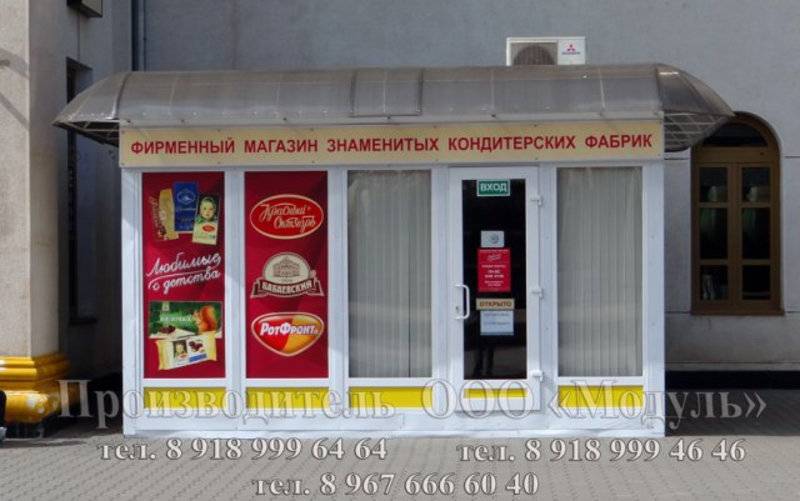 ФИРМЕННЫЙ МАГАЗИН ЗНАМЕНИТЫХ КОНДИТЕРСКИХ ФАБРИК
ВХОД
Красный Октябрь
Любимые
с детства
БАБАЕВСКИЙ
РотФронт
ОТКРЫТО
Производитель ООО «Модуль»
тел. 8 918 999 64 64
тел. 8 918 999 46 46
тел. 8 967 666 60 40